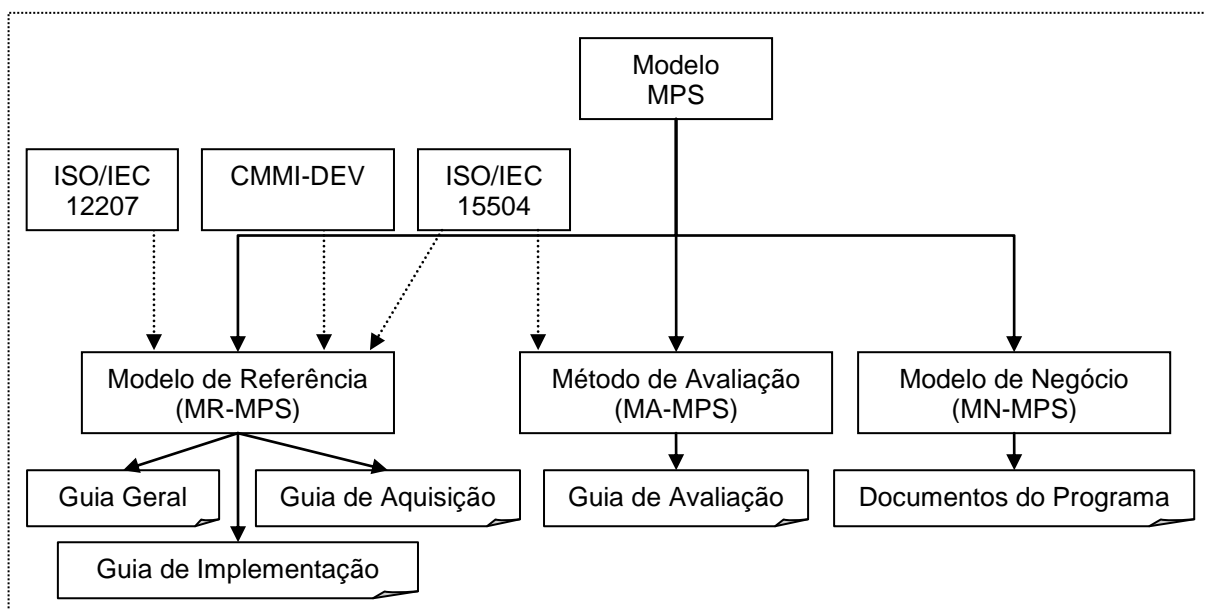 Modelo
MPS
ISO/IEC
12207
CMMI-DEV
ISO/IEC
15504
Modelo de Referência
(MR-MPS)
Método de Avaliação
(MA-MPS)
Modelo de Negócio
(MN-MPS)
Guia Geral
Guia de Aquisição
Guia de Avaliação
Documentos do Programa
Guia de Implementação